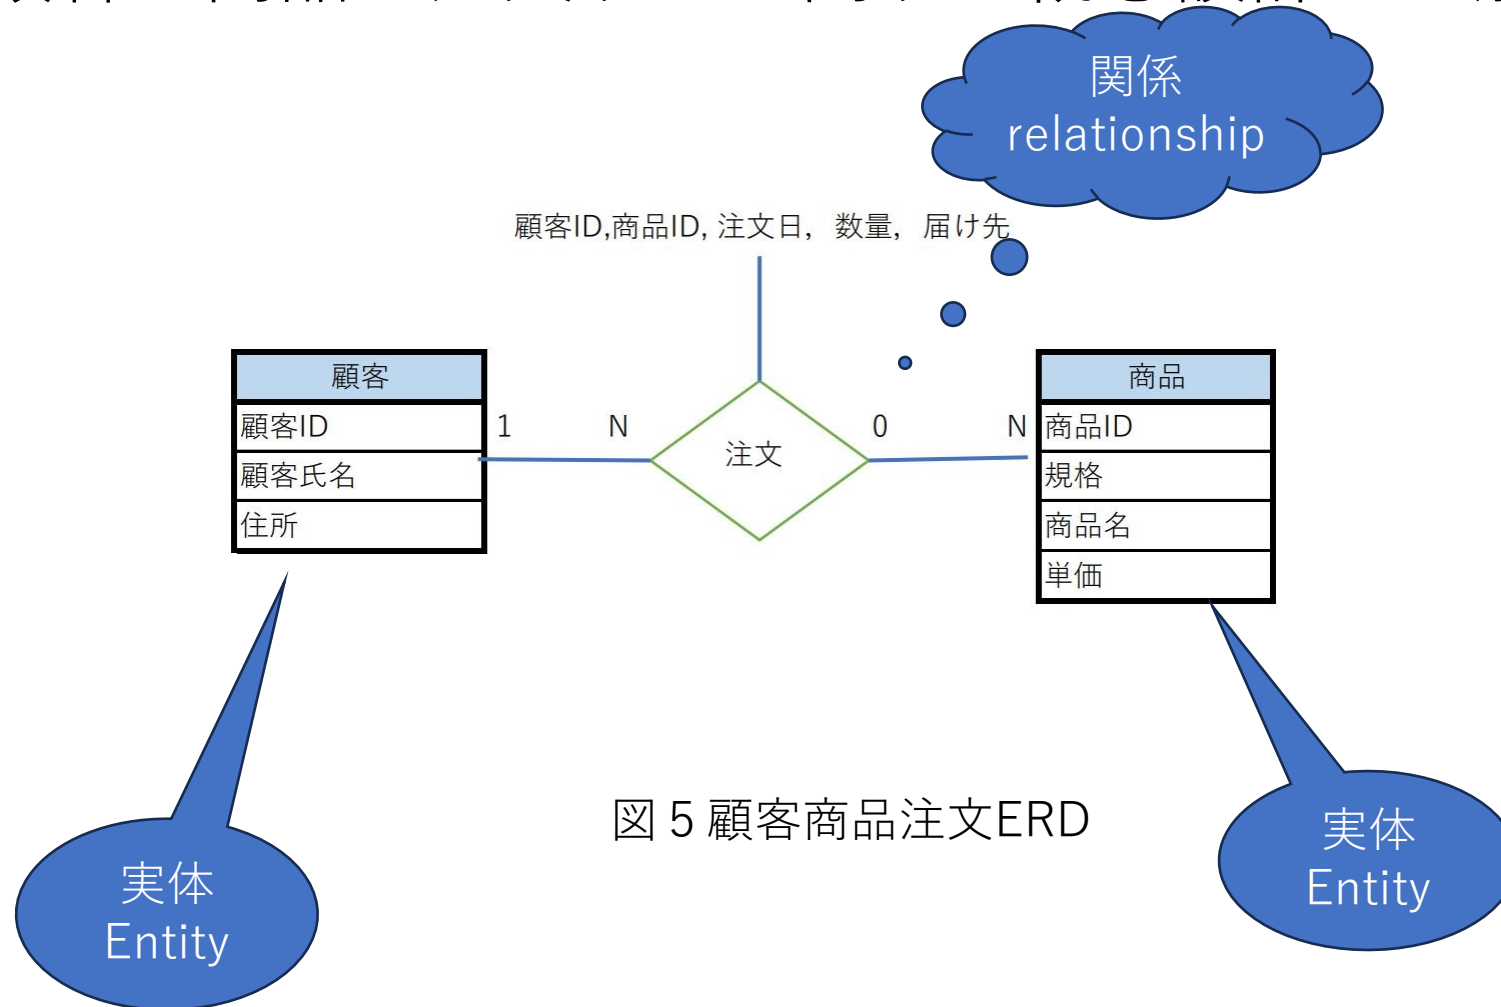 関係
relationship
顧客ID,商品ID, 注文日，数量，届け先
顧客
顧客ID
顧客氏名
住所
1 N
注文
0 N
商品
商品ID
規格
商品名
単価
図５顧客商品注文ERD
実体
Entity
実体
Entity